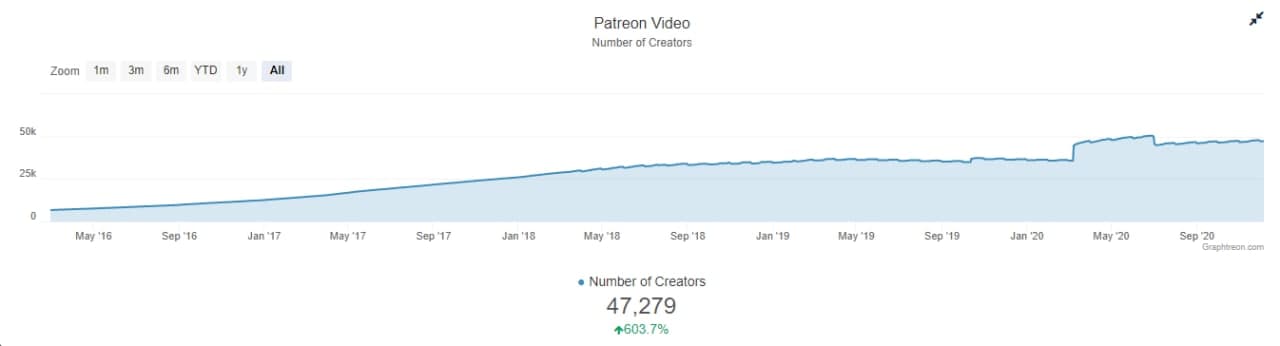 Patreon Video
Number of Creators
Zoom 1m 3m 6m YTD 1y All
50k
25k
0
May '16 Sep '16 Jan '17 May '17 Sep '17 Jan '18 May '18 Sep '18 Jan '19 May '19 Sep '19 Jan '20 May '20 Sep '20
Graphtreon.com
Number of Creators
47,279
603.7%